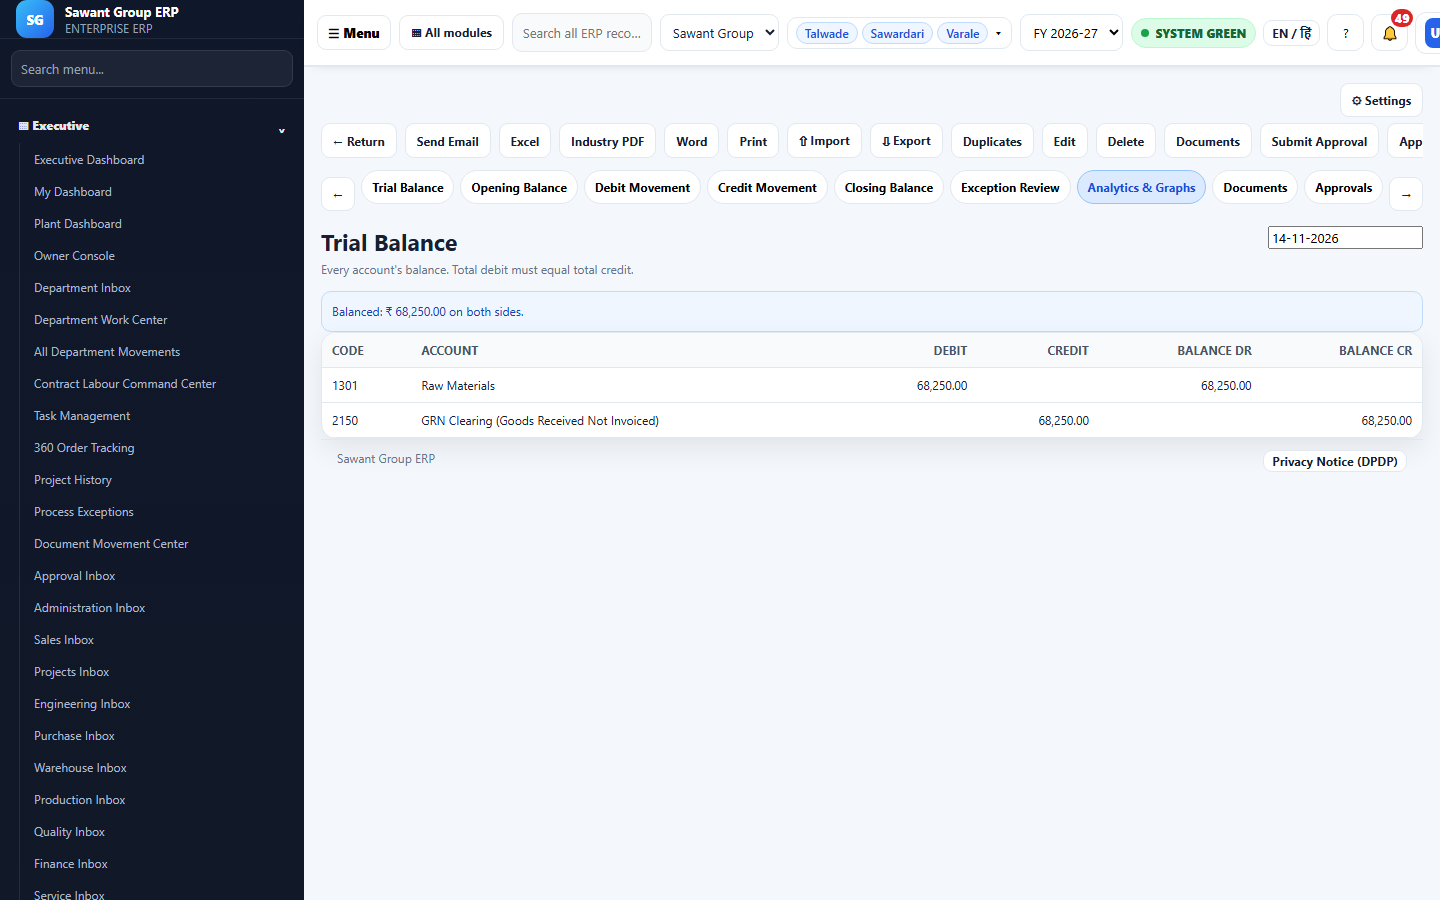 SG
Sawant Group ERP
ENTERPRISE ERP
Search menu...
Executive
Executive Dashboard
My Dashboard
Plant Dashboard
Owner Console
Department Inbox
Department Work Center
All Department Movements
Contract Labour Command Center
Task Management
360 Order Tracking
Project History
Process Exceptions
Document Movement Center
Approval Inbox
Administration Inbox
Sales Inbox
Projects Inbox
Engineering Inbox
Purchase Inbox
Warehouse Inbox
Production Inbox
Quality Inbox
Finance Inbox
Service Inbox
☰ Menu
All modules
Search all ERP reco...
Sawant Group
Talwade Sawardari Varale
FY 2026-27
SYSTEM GREEN
EN / हिं
?
49
U
⚙ Settings
← Return Send Email Excel Industry PDF Word Print ⇧ Import ⇩ Export Duplicates Edit Delete Documents Submit Approval App
← Trial Balance Opening Balance Debit Movement Credit Movement Closing Balance Exception Review Analytics & Graphs Documents Approvals →
Trial Balance
14-11-2026
Every account's balance. Total debit must equal total credit.
Balanced: ₹ 68,250.00 on both sides.
CODE ACCOUNT DEBIT CREDIT BALANCE DR BALANCE CR
1301 Raw Materials 68,250.00 68,250.00
2150 GRN Clearing (Goods Received Not Invoiced) 68,250.00 68,250.00
Sawant Group ERP
Privacy Notice (DPDP)